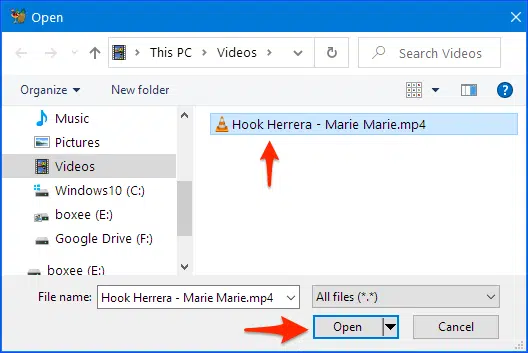 Open
This PC > Videos >
Search Videos
Organize
New folder
Music
Pictures
Videos
Windows10 (C:)
boxee (E:)
Google Drive (F:)
boxee (E:)
Hook Herrera - Marie Marie.mp4
File name: Hook Herrera - Marie Marie.mp4
All files (*.*)
Open
Cancel